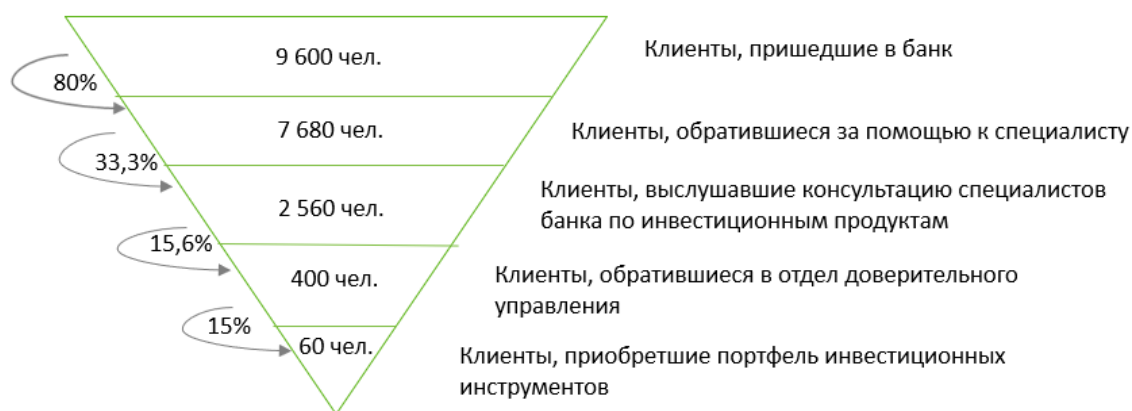 9 600 чел.
Клиенты, пришедшие в банк
80%
7 680 чел.
Клиенты, обратившиеся за помощью к специалисту
33,3%
2 560 чел.
Клиенты, выслушавшие консультацию специалистов
банка по инвестиционным продуктам
15,6%
400 чел.
Клиенты, обратившиеся в отдел доверительного
управления
15%
60 чел.
Клиенты, приобретшие портфель инвестиционных
инструментов